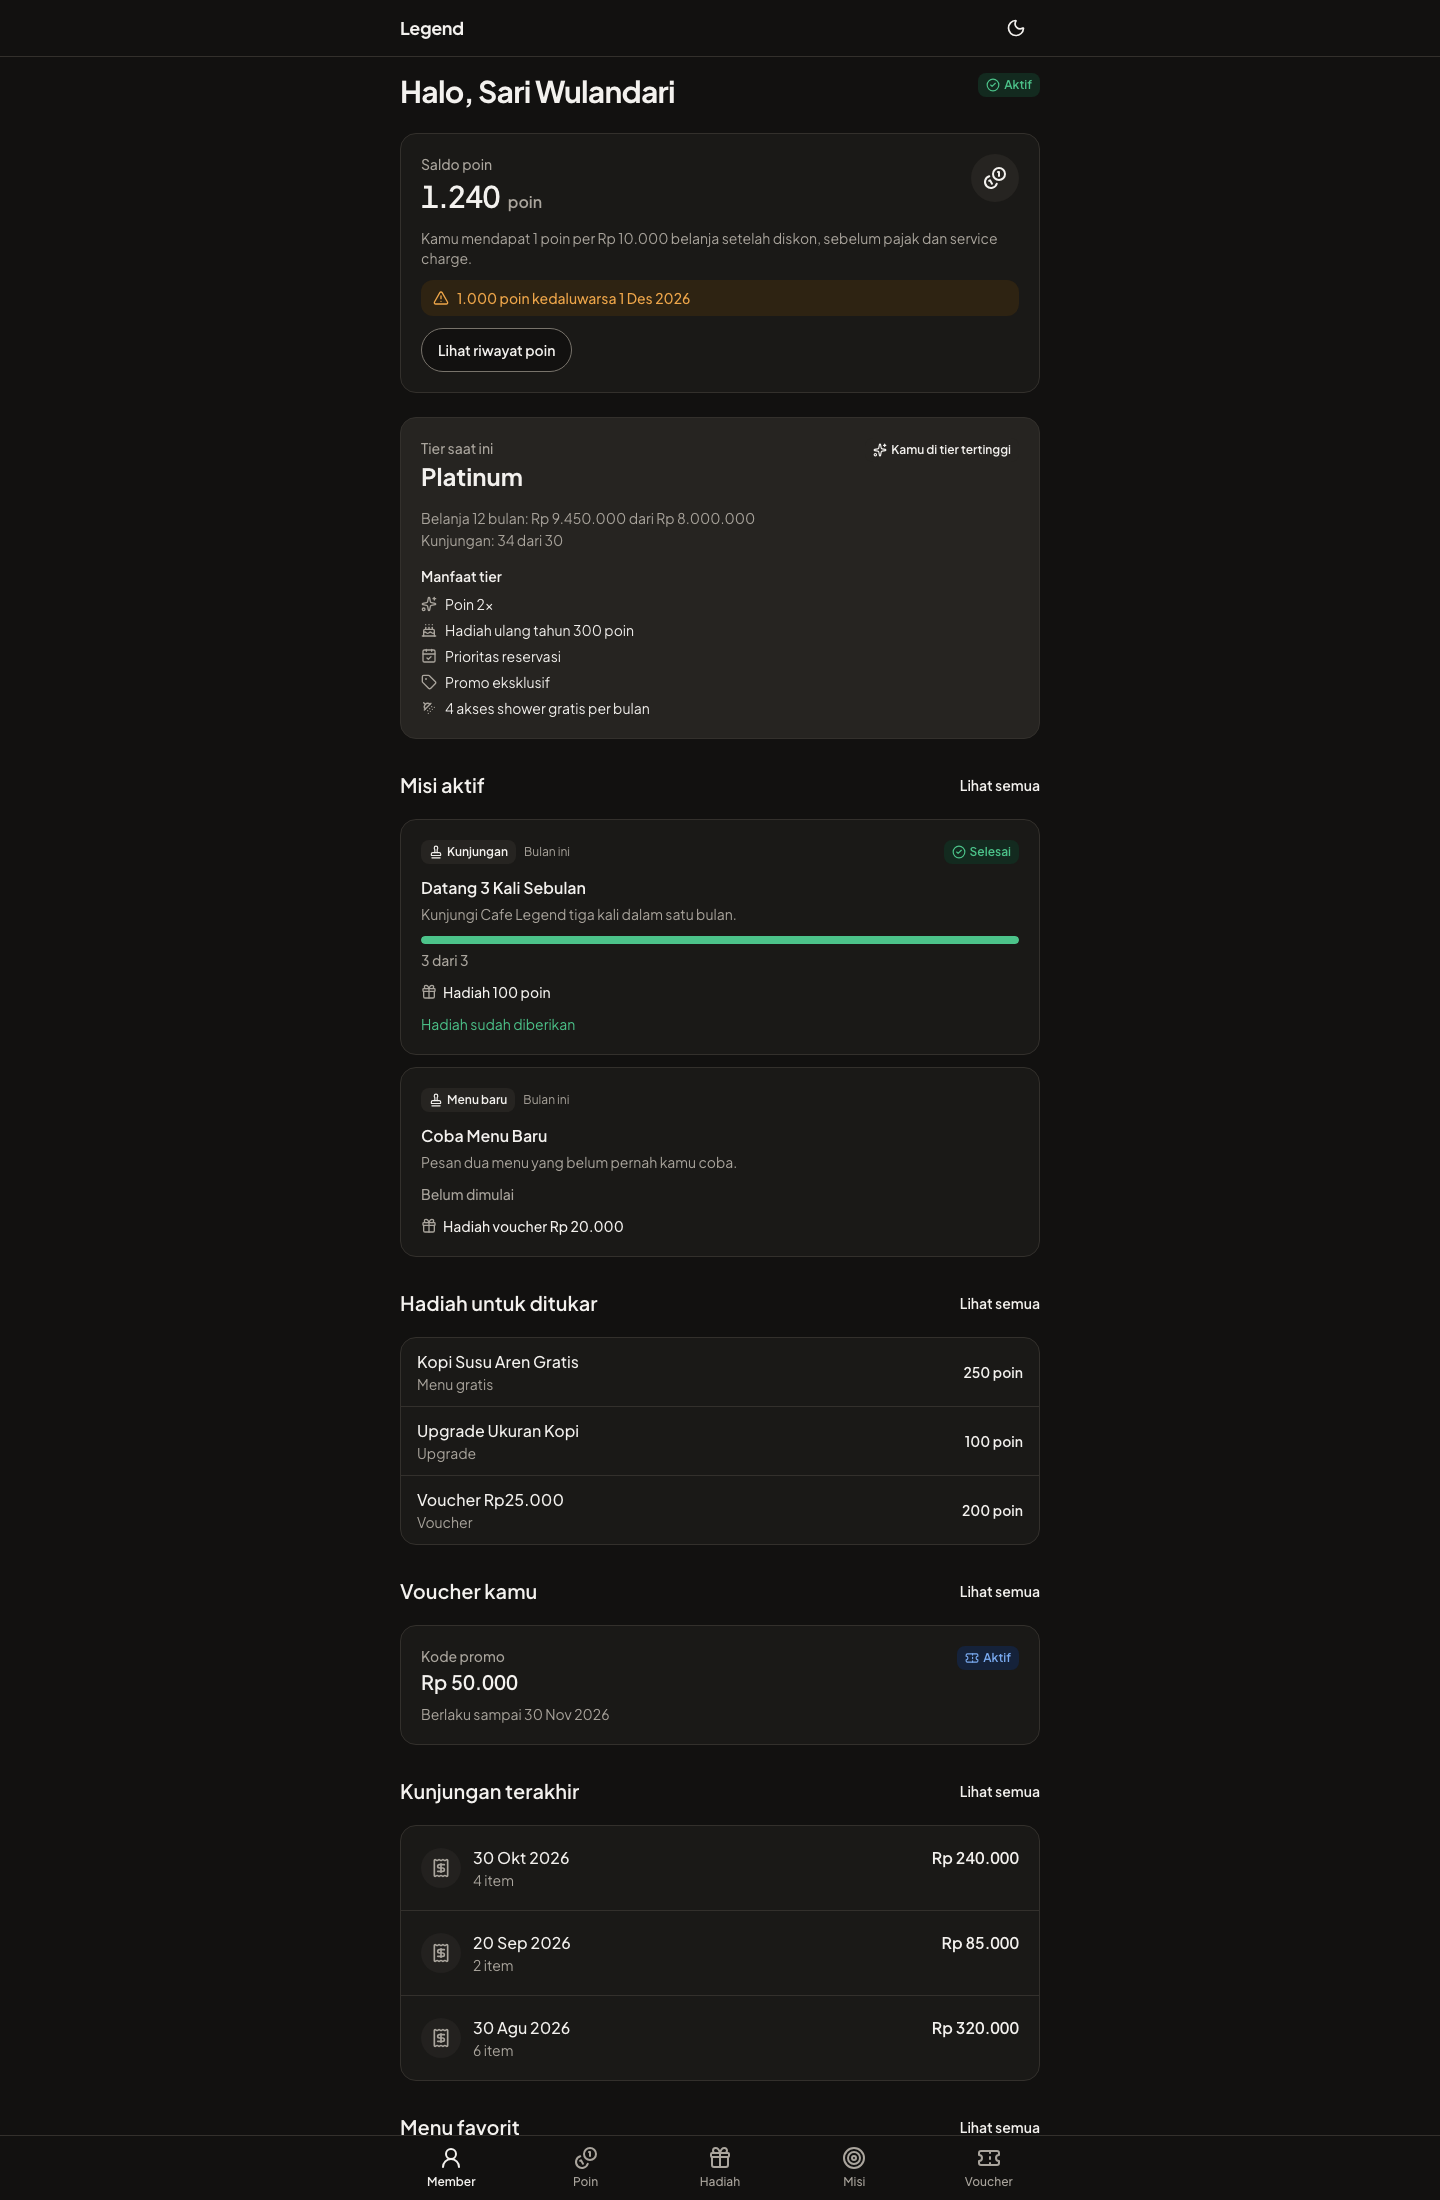 Legend
Halo, Sari Wulandari
Aktif
Saldo poin
1.240 poin
Kamu mendapat 1 poin per Rp 10.000 belanja setelah diskon, sebelum pajak dan service
charge.
1.000 poin kedaluwarsa 1 Des 2026
Lihat riwayat poin
Tier saat ini
Kamu di tier tertinggi
Platinum
Belanja 12 bulan: Rp 9.450.000 dari Rp 8.000.000
Kunjungan: 34 dari 30
Manfaat tier
Poin 2×
Hadiah ulang tahun 300 poin
Prioritas reservasi
Promo eksklusif
4 akses shower gratis per bulan
Misi aktif
Lihat semua
Kunjungan
Bulan ini
Selesai
Datang 3 Kali Sebulan
Kunjungi Cafe Legend tiga kali dalam satu bulan.
3 dari 3
Hadiah 100 poin
Hadiah sudah diberikan
Menu baru
Bulan ini
Coba Menu Baru
Pesan dua menu yang belum pernah kamu coba.
Belum dimulai
Hadiah voucher Rp 20.000
Hadiah untuk ditukar
Lihat semua
Kopi Susu Aren Gratis
Menu gratis
250 poin
Upgrade Ukuran Kopi
Upgrade
100 poin
Voucher Rp25.000
Voucher
200 poin
Voucher kamu
Lihat semua
Kode promo
Aktif
Rp 50.000
Berlaku sampai 30 Nov 2026
Kunjungan terakhir
Lihat semua
30 Okt 2026
Rp 240.000
4 item
20 Sep 2026
Rp 85.000
2 item
30 Agu 2026
Rp 320.000
6 item
Menu favorit
Lihat semua
Member
Poin
Hadiah
Misi
Voucher